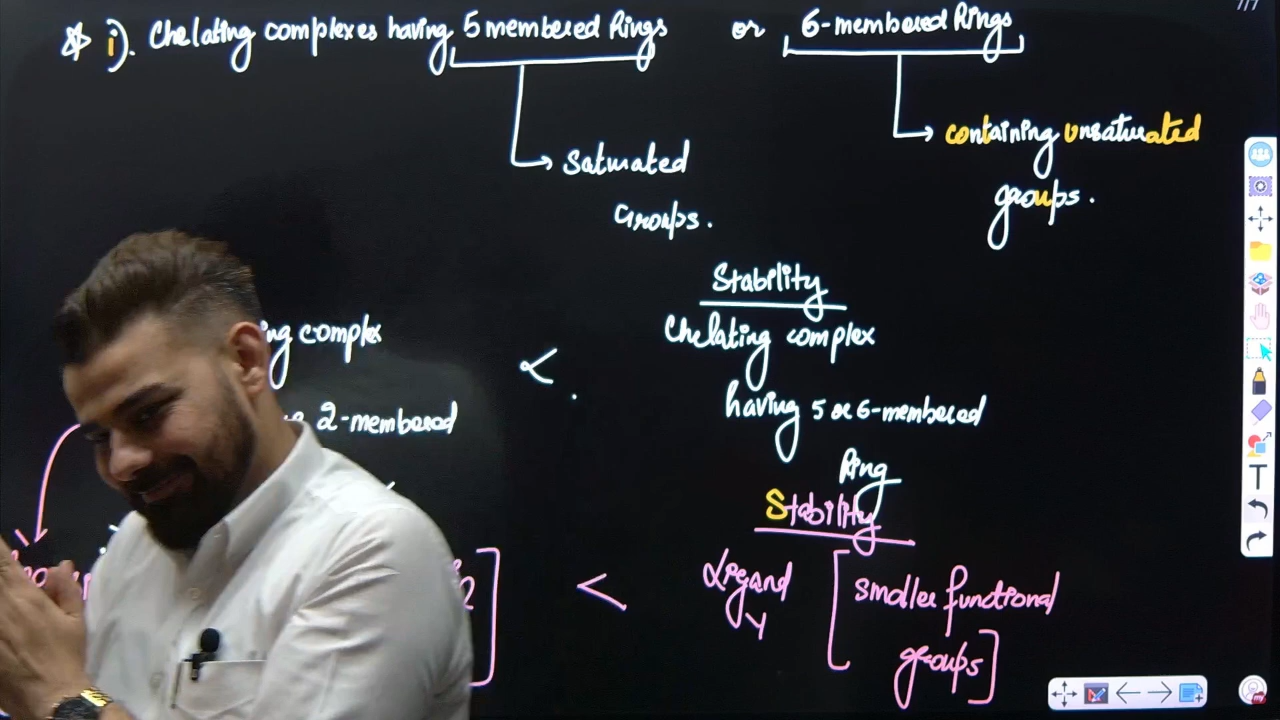 i). Chelating complexes having 5 membered Rings or 6-membered Rings
Saturated
Groups.
containing unsaturated
groups.
Stability
complex
<
Chelating complex
2-membered
having 5 or 6-membered
Ring
Stability
<
Ligand
Y
[smaller functional
groups]
T